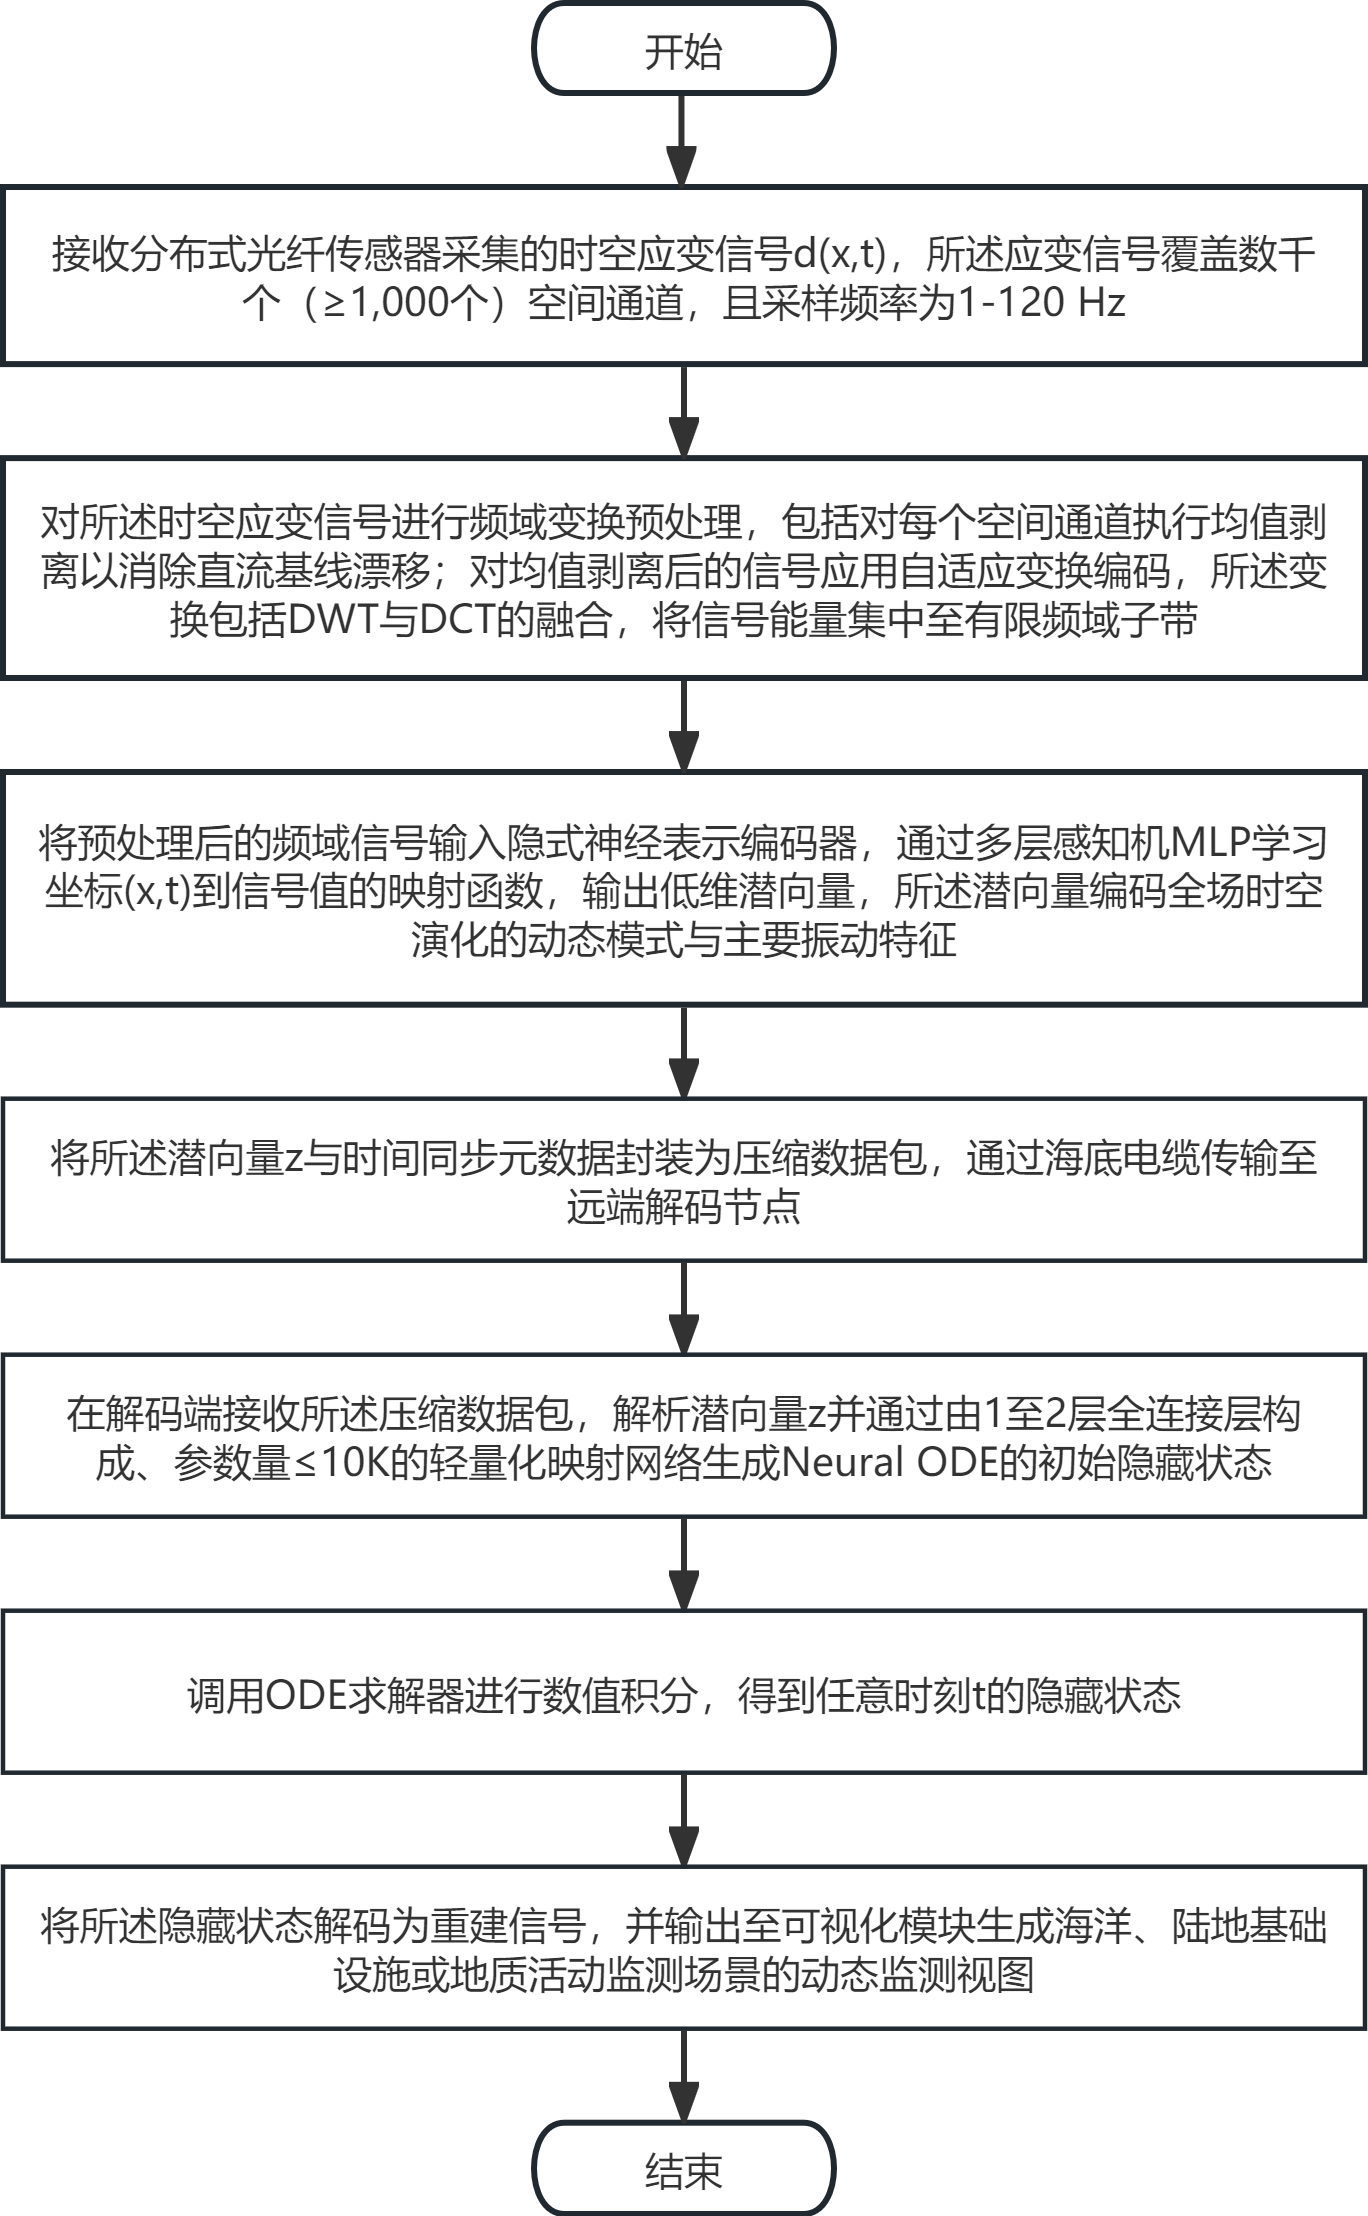 开始
接收分布式光纤传感器采集的时空应变信号d(x,t)，所述应变信号覆盖数千
个（≥1,000个）空间通道，且采样频率为1-120 Hz
对所述时空应变信号进行频域变换预处理，包括对每个空间通道执行均值剥
离以消除直流基线漂移；对均值剥离后的信号应用自适应变换编码，所述变
换包括DWT与DCT的融合，将信号能量集中至有限频域子带
将预处理后的频域信号输入隐式神经表示编码器，通过多层感知机MLP学习
坐标(x,t)到信号值的映射函数，输出低维潜向量，所述潜向量编码全场时空
演化的动态模式与主要振动特征
将所述潜向量z与时间同步元数据封装为压缩数据包，通过海底电缆传输至
远端解码节点
在解码端接收所述压缩数据包，解析潜向量z并通过由1至2层全连接层构
成、参数量≤10K的轻量化映射网络生成Neural ODE的初始隐藏状态
调用ODE求解器进行数值积分，得到任意时刻t的隐藏状态
将所述隐藏状态解码为重建信号，并输出至可视化模块生成海洋、陆地基础
设施或地质活动监测场景的动态监测视图
结束